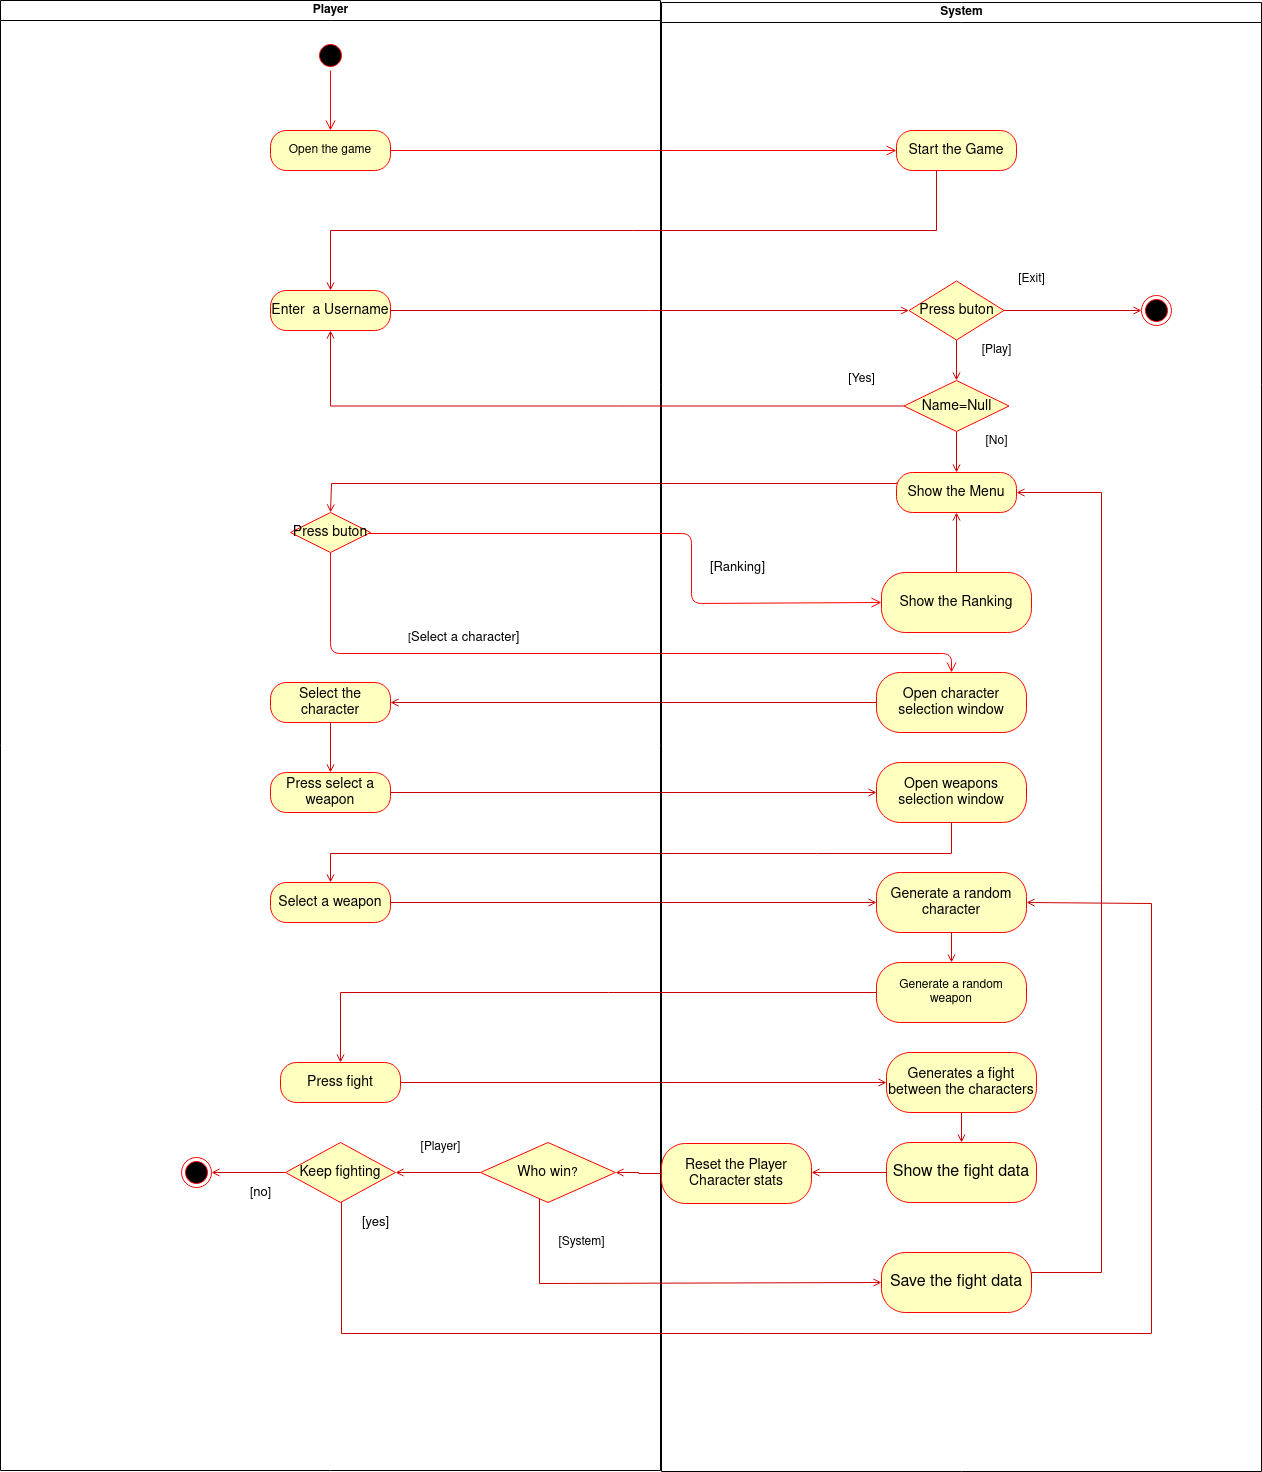 Player
System
Open the game
Start the Game
[Exit]
Enter  a Username
Press buton
[Play]
[Yes]
Name=Null
[No]
Show the Menu
Press buton
[Ranking]
Show the Ranking
[Select a character]
Select the
character
Open character
selection window
Press select a
weapon
Open weapons
selection window
Select a weapon
Generate a random
character
Generate a random
weapon
Press fight
Generates a fight
between the characters
[Player]
Keep fighting
Who win?
Reset the Player
Character stats
Show the fight data
[no]
[yes]
[System]
Save the fight data